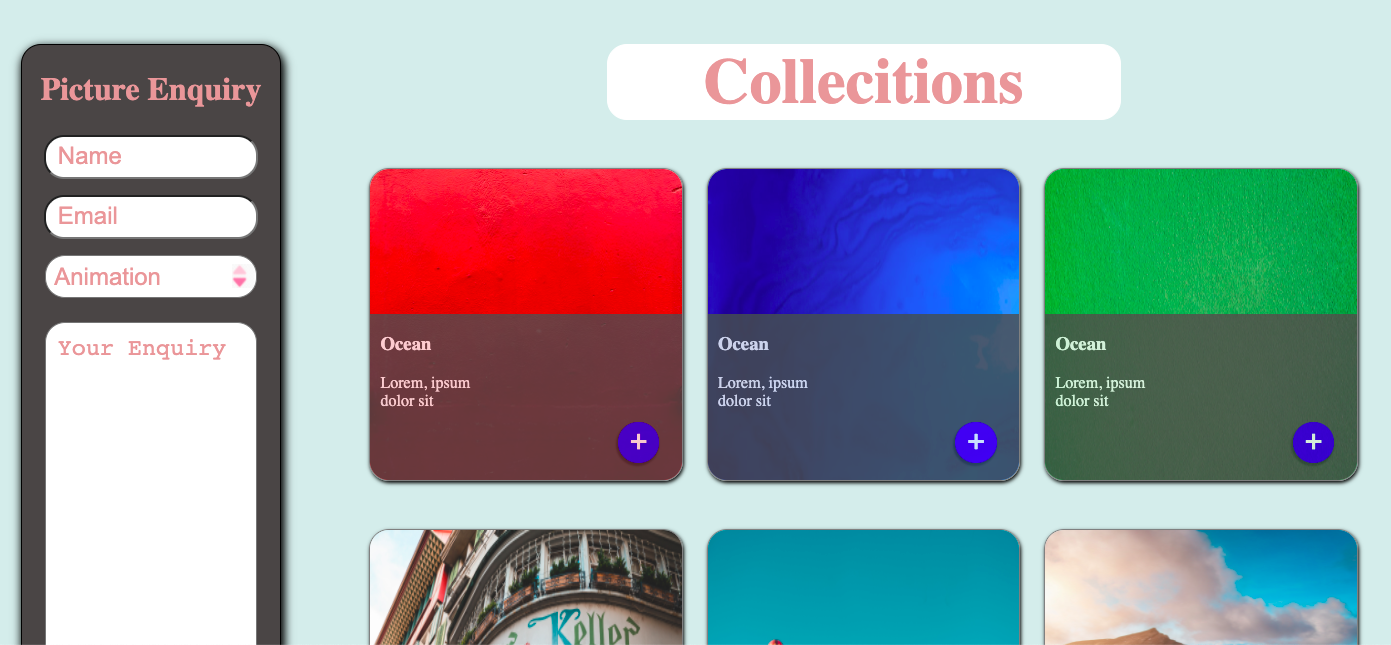 Picture Enquiry
Name
Email
Animation
Your Enquiry
Collecitions
Ocean
Lorem, ipsum
dolor sit
+
Ocean
Lorem, ipsum
dolor sit
+
Ocean
Lorem, ipsum
dolor sit
+
Keller